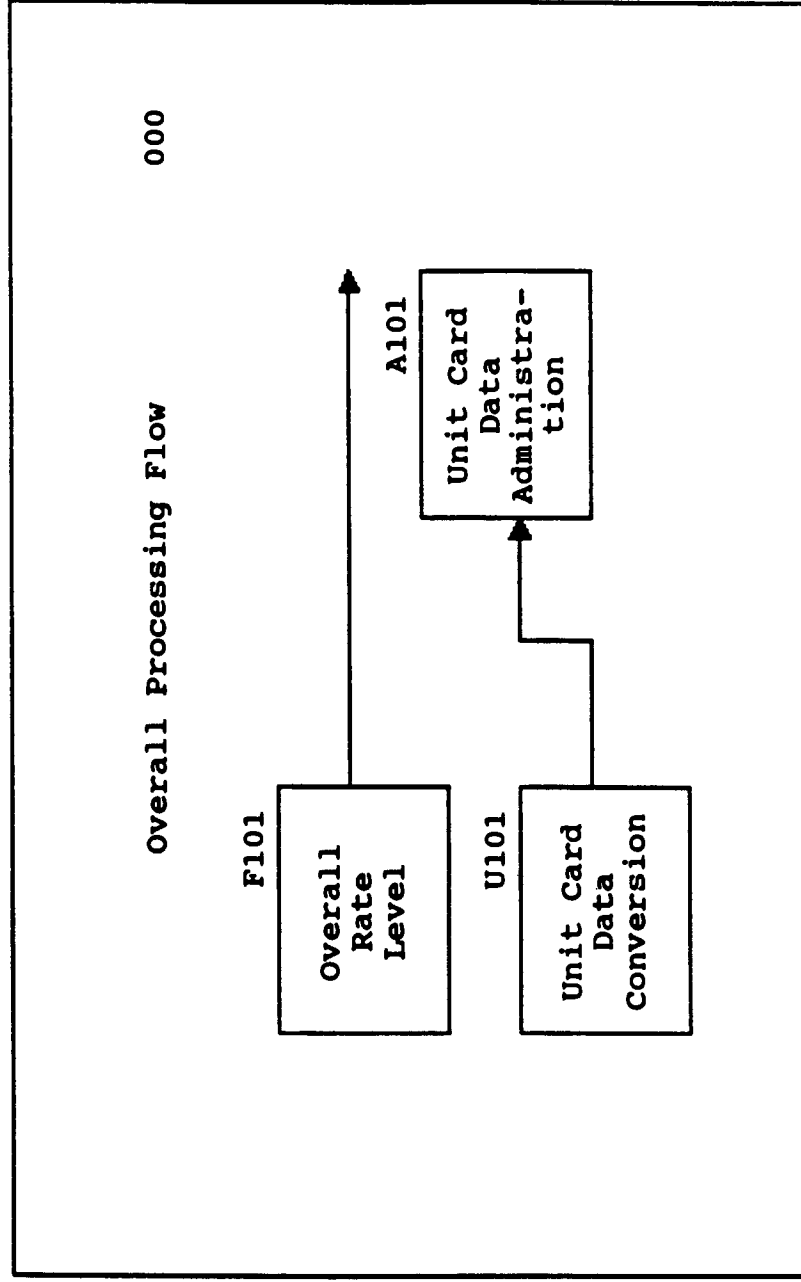 Overall Processing Flow 000
F101
Overall
Rate
Level
A101
Unit Card
Data
Administra-
tion
U101
Unit Card
Data
Conversion